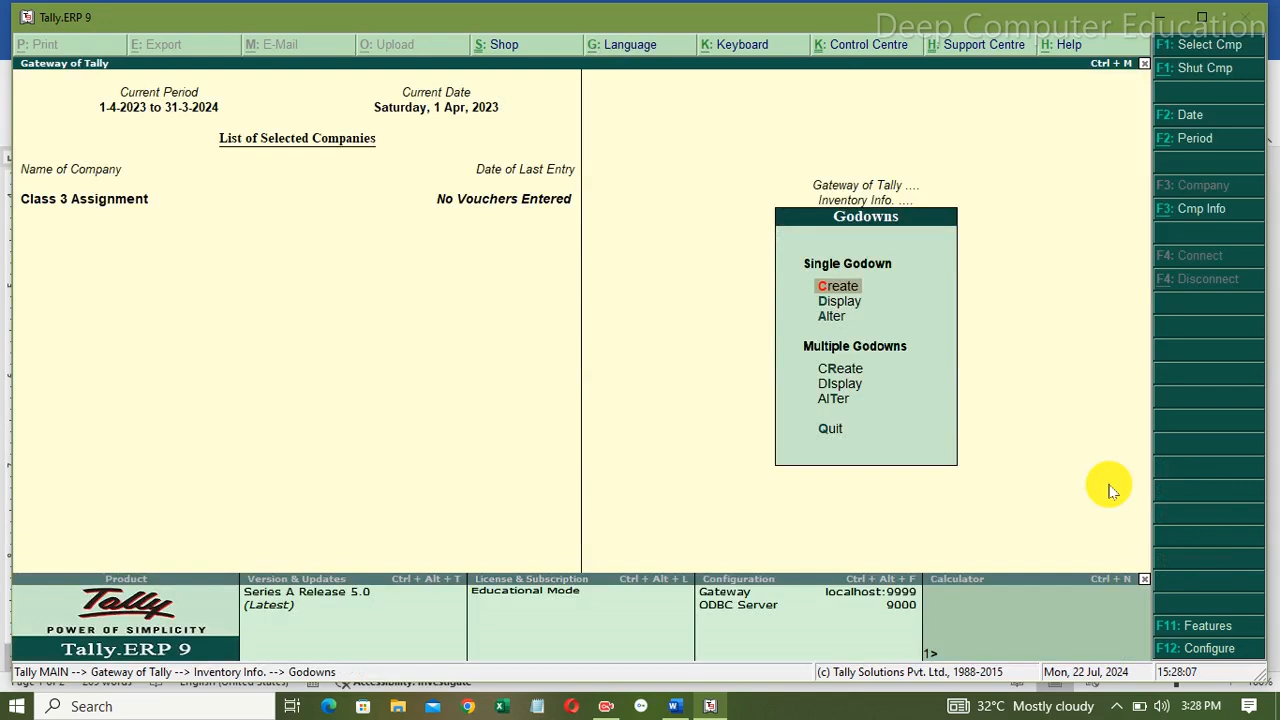 Tally.ERP 9
Deep Computer Education
P: Print
E: Export
M: E-Mail
O: Upload
S: Shop
G: Language
K: Keyboard
K: Control Centre
H: Support Centre
H: Help
F1: Select Cmp
Gateway of Tally
Ctrl + M
F1: Shut Cmp
Current Period
1-4-2023 to 31-3-2024
Current Date
Saturday, 1 Apr, 2023
F2: Date
F2: Period
List of Selected Companies
Name of Company
Date of Last Entry
Class 3 Assignment
No Vouchers Entered
Gateway of Tally ....
Inventory Info. ....
Godowns
Single Godown
Create
Display
Alter
Multiple Godowns
CReate
DIsplay
AlTer
Quit
F3: Company
F3: Cmp Info
F4: Connect
F4: Disconnect
F11: Features
F12: Configure
Product
Tally
POWER OF SIMPLICITY
Tally.ERP 9
Version & Updates
Ctrl + Alt + T
Series A Release 5.0
(Latest)
License & Subscription
Ctrl + Alt + L
Educational Mode
Configuration
Ctrl + Alt + F
Gateway
localhost:9999
ODBC Server
9000
Calculator
Ctrl + N
1>
Tally MAIN --> Gateway of Tally --> Inventory Info. --> Godowns
(c) Tally Solutions Pvt. Ltd., 1988-2015
Mon, 22 Jul, 2024
15:28:07
English (United States)
Accessibility: Investigate
Search
32°C Mostly cloudy
3:28 PM